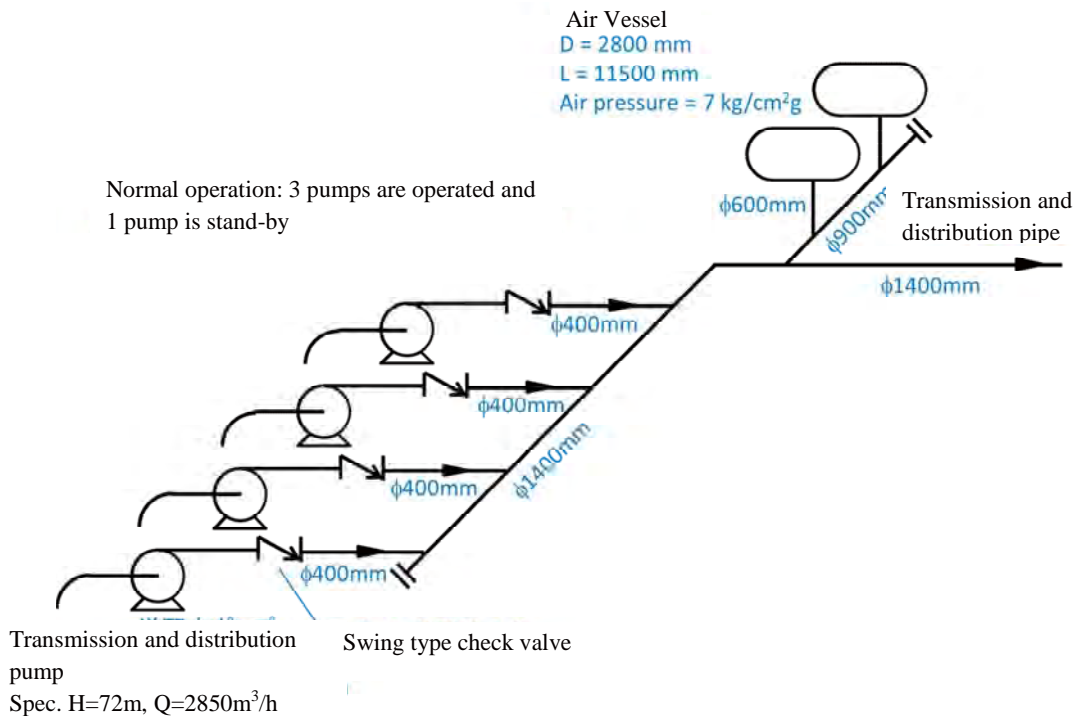 Air Vessel
D = 2800 mm
L = 11500 mm
Air pressure = 7 kg/cm²g
Normal operation: 3 pumps are operated and
1 pump is stand-by
ϕ600mm
ϕ900mm
Transmission and
distribution pipe
ϕ1400mm
ϕ400mm
ϕ400mm
ϕ400mm
ϕ1400mm
ϕ400mm
Transmission and distribution
pump
Spec. H=72m, Q=2850m³/h
Swing type check valve